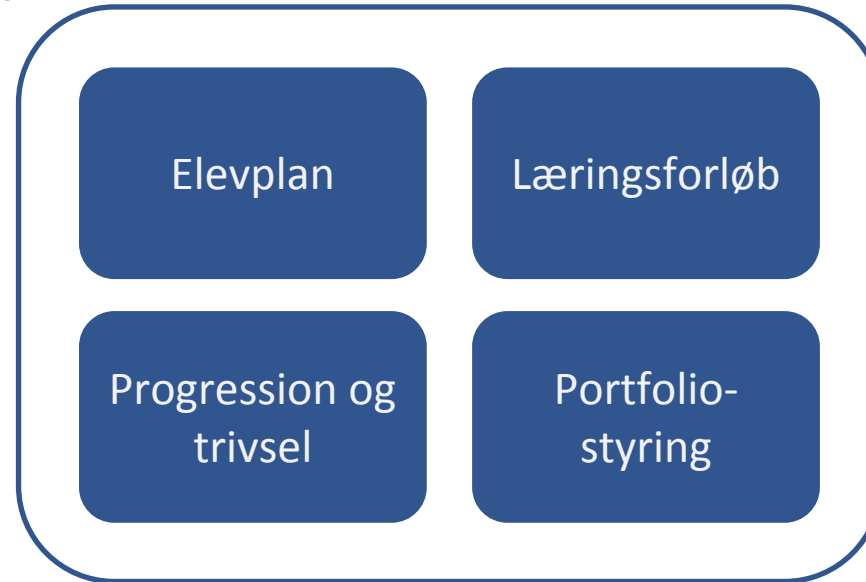 Elevplan
Læringsforløb
Progression og
trivsel
Portfolio-
styring